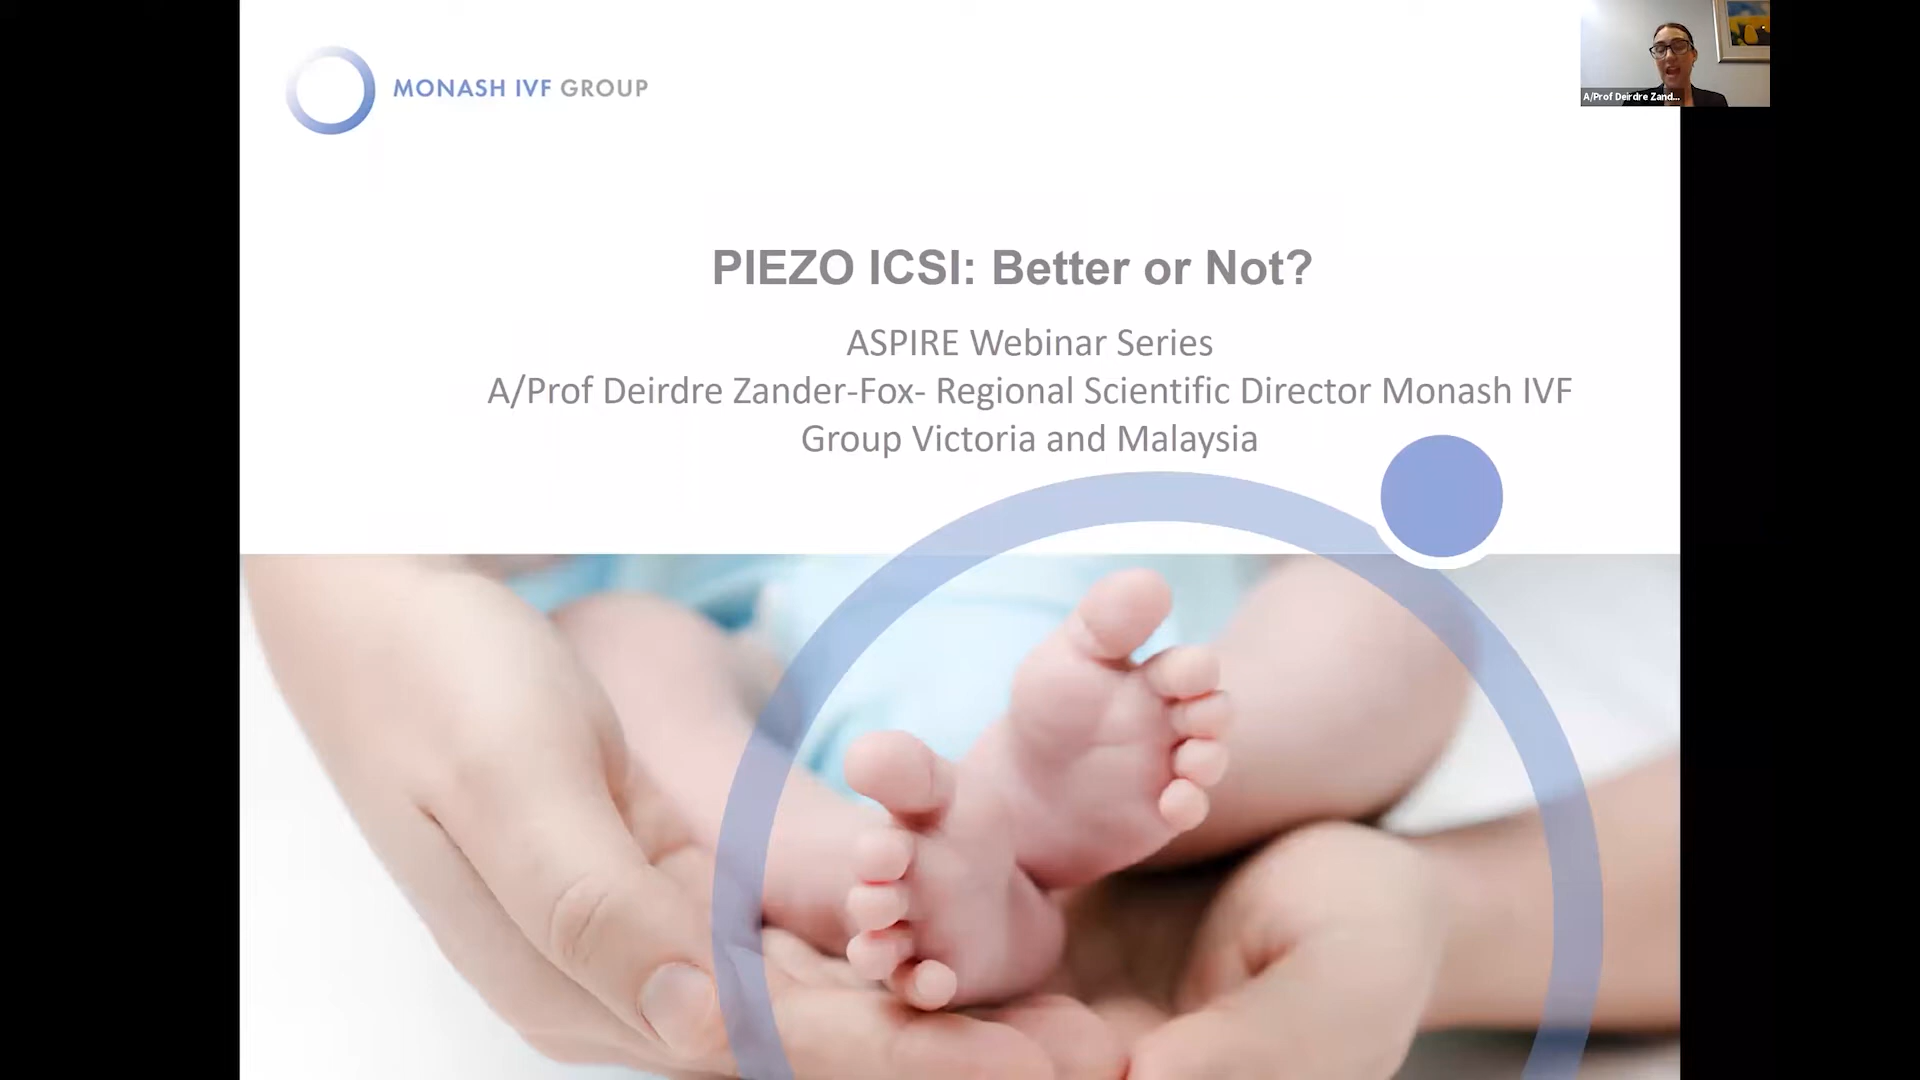 MONASH IVF GROUP
A/Prof Deirdre Zand...
PIEZO ICSI: Better or Not?
ASPIRE Webinar Series
A/Prof Deirdre Zander-Fox- Regional Scientific Director Monash IVF
Group Victoria and Malaysia